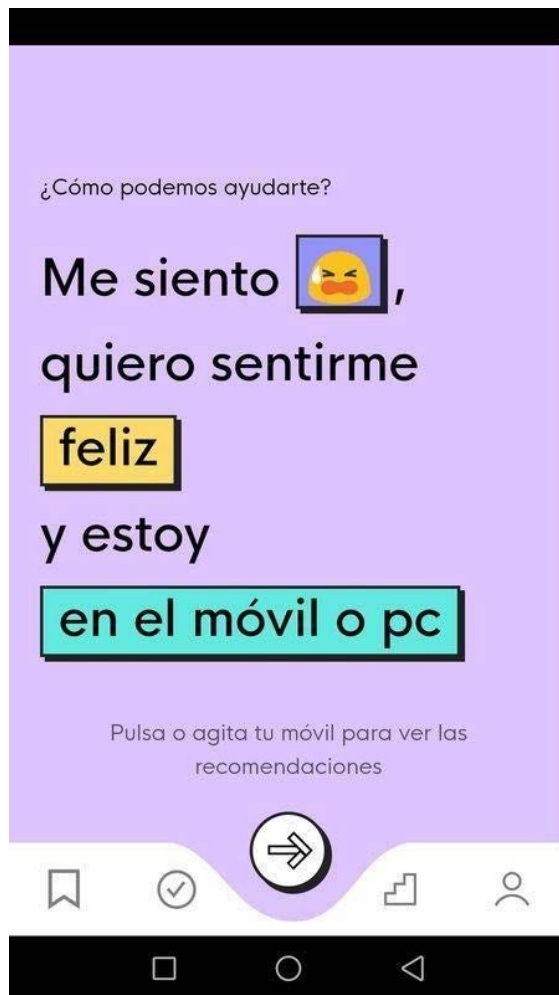 ¿Cómo podemos ayudarte?
Me siento 😫,
quiero sentirme
feliz
y estoy
en el móvil o pc
Pulsa o agita tu móvil para ver las
recomendaciones